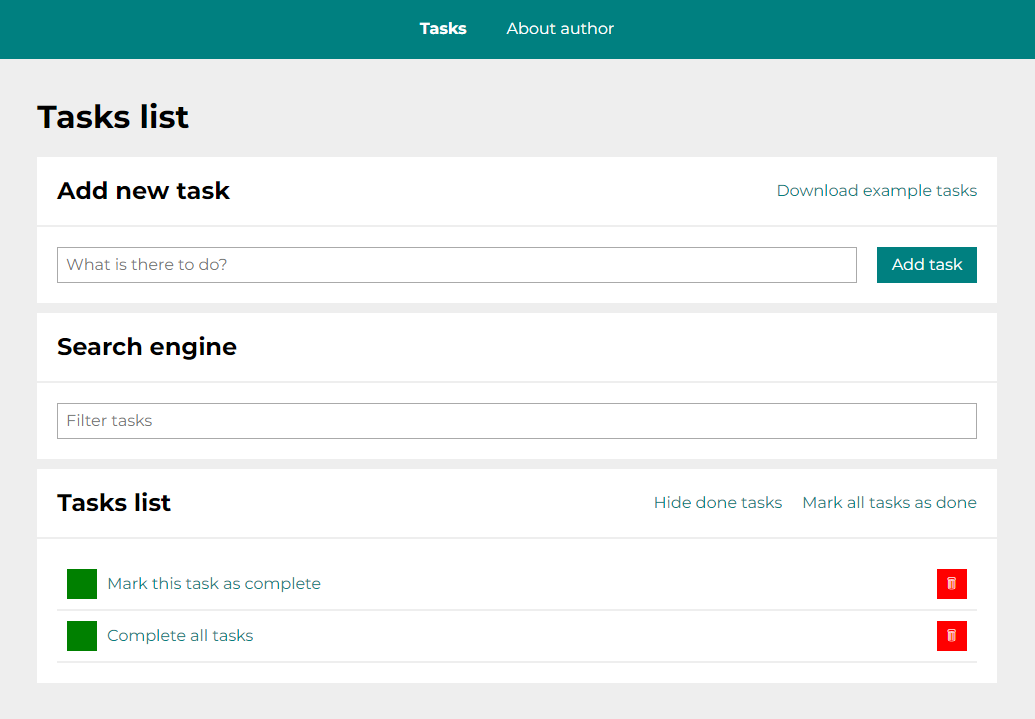 Tasks About author
Tasks list
Add new task Download example tasks
What is there to do? Add task
Search engine
Filter tasks
Tasks list Hide done tasks Mark all tasks as done
Mark this task as complete
Complete all tasks